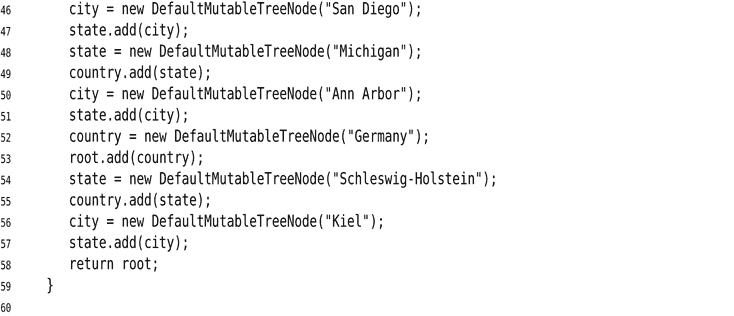 46 city = new DefaultMutableTreeNode("San Diego");
47 state.add(city);
48 state = new DefaultMutableTreeNode("Michigan");
49 country.add(state);
50 city = new DefaultMutableTreeNode("Ann Arbor");
51 state.add(city);
52 country = new DefaultMutableTreeNode("Germany");
53 root.add(country);
54 state = new DefaultMutableTreeNode("Schleswig-Holstein");
55 country.add(state);
56 city = new DefaultMutableTreeNode("Kiel");
57 state.add(city);
58 return root;
59 }
60